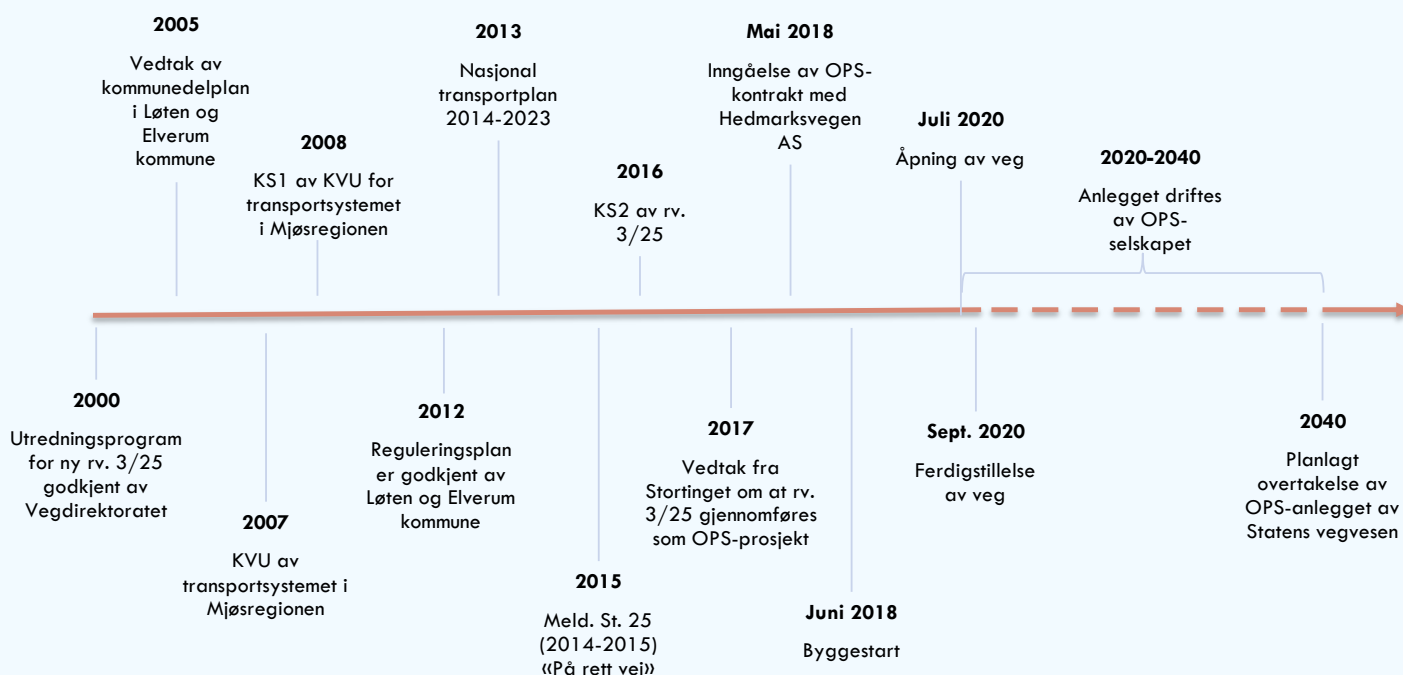 2005
Vedtak av
kommunedelplan
i Løten og
Elverum
kommune
2008
KS1 av KVU for
transportsystemet
i Mjøsregionen
2013
Nasjonal
transportplan
2014-2023
2016
KS2 av rv.
3/25
Mai 2018
Inngåelse av OPS-
kontrakt med
Hedmarksvegen
AS
Juli 2020
Åpning av veg
2020-2040
Anlegget driftes
av OPS-
selskapet
2000
Utredningsprogram
for ny rv. 3/25
godkjent av
Vegdirektoratet
2007
KVU av
transportsystemet i
Mjøsregionen
2012
Reguleringsplan
er godkjent av
Løten og Elverum
kommune
2015
Meld. St. 25
(2014-2015)
«På rett vei»
2017
Vedtak fra
Stortinget om at rv.
3/25 gjennomføres
som OPS-prosjekt
Juni 2018
Byggestart
Sept. 2020
Ferdigstillelse
av veg
2040
Planlagt
overtakelse av
OPS-anlegget av
Statens vegvesen